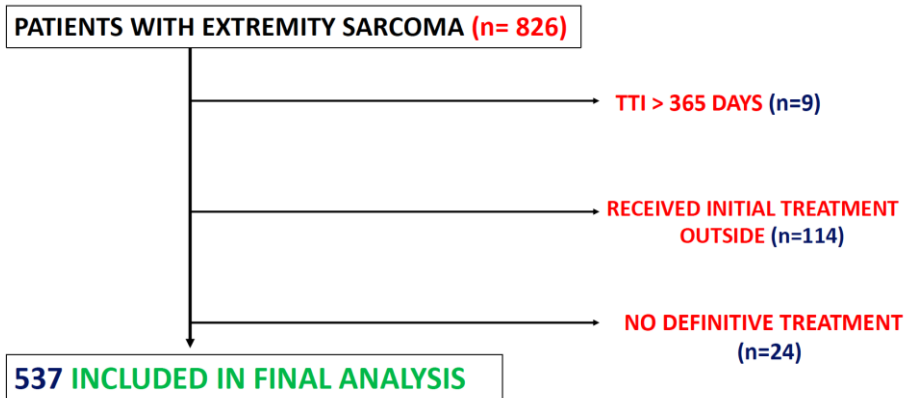 PATIENTS WITH EXTREMITY SARCOMA (n= 826)
TTI > 365 DAYS (n=9)
RECEIVED INITIAL TREATMENT
OUTSIDE (n=114)
NO DEFINITIVE TREATMENT
(n=24)
537 INCLUDED IN FINAL ANALYSIS